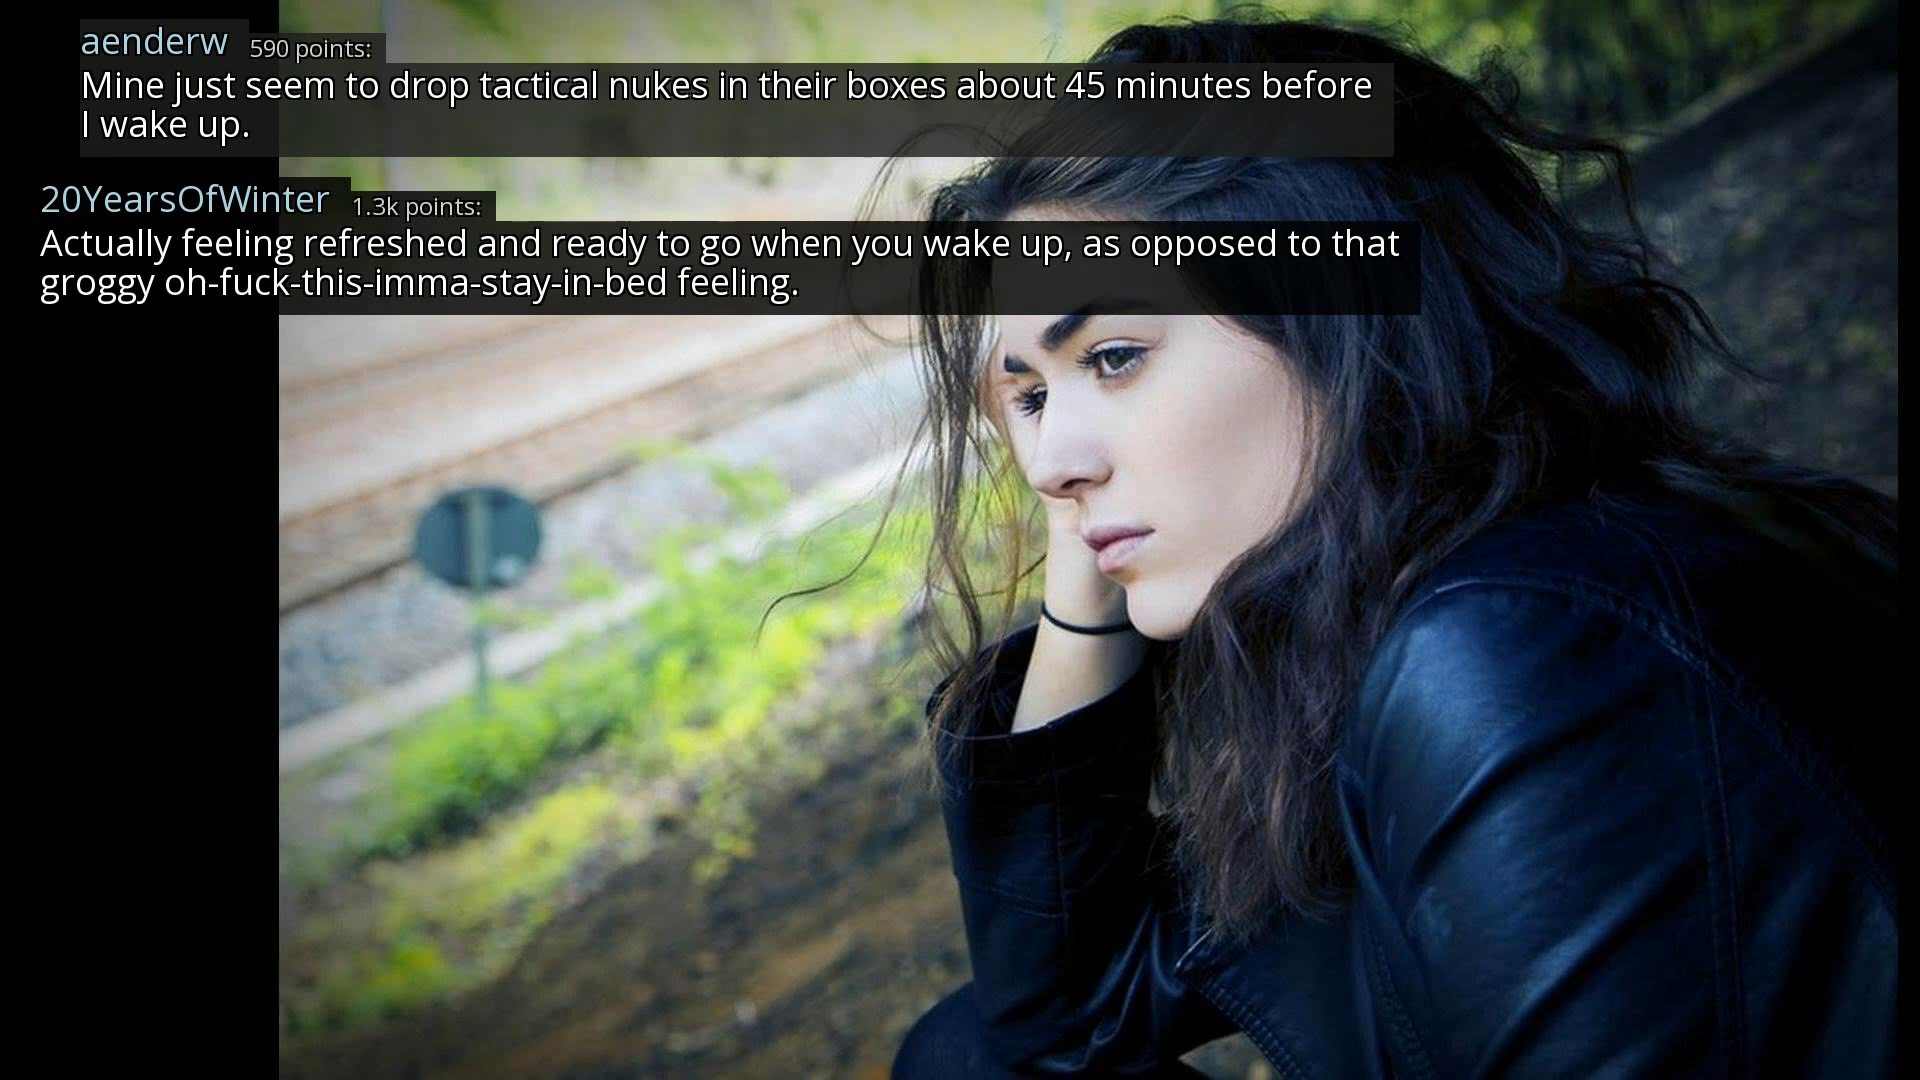 aenderw 590 points:
Mine just seem to drop tactical nukes in their boxes about 45 minutes before
I wake up.
20YearsOfWinter 1.3k points:
Actually feeling refreshed and ready to go when you wake up, as opposed to that
groggy oh-fuck-this-imma-stay-in-bed feeling.